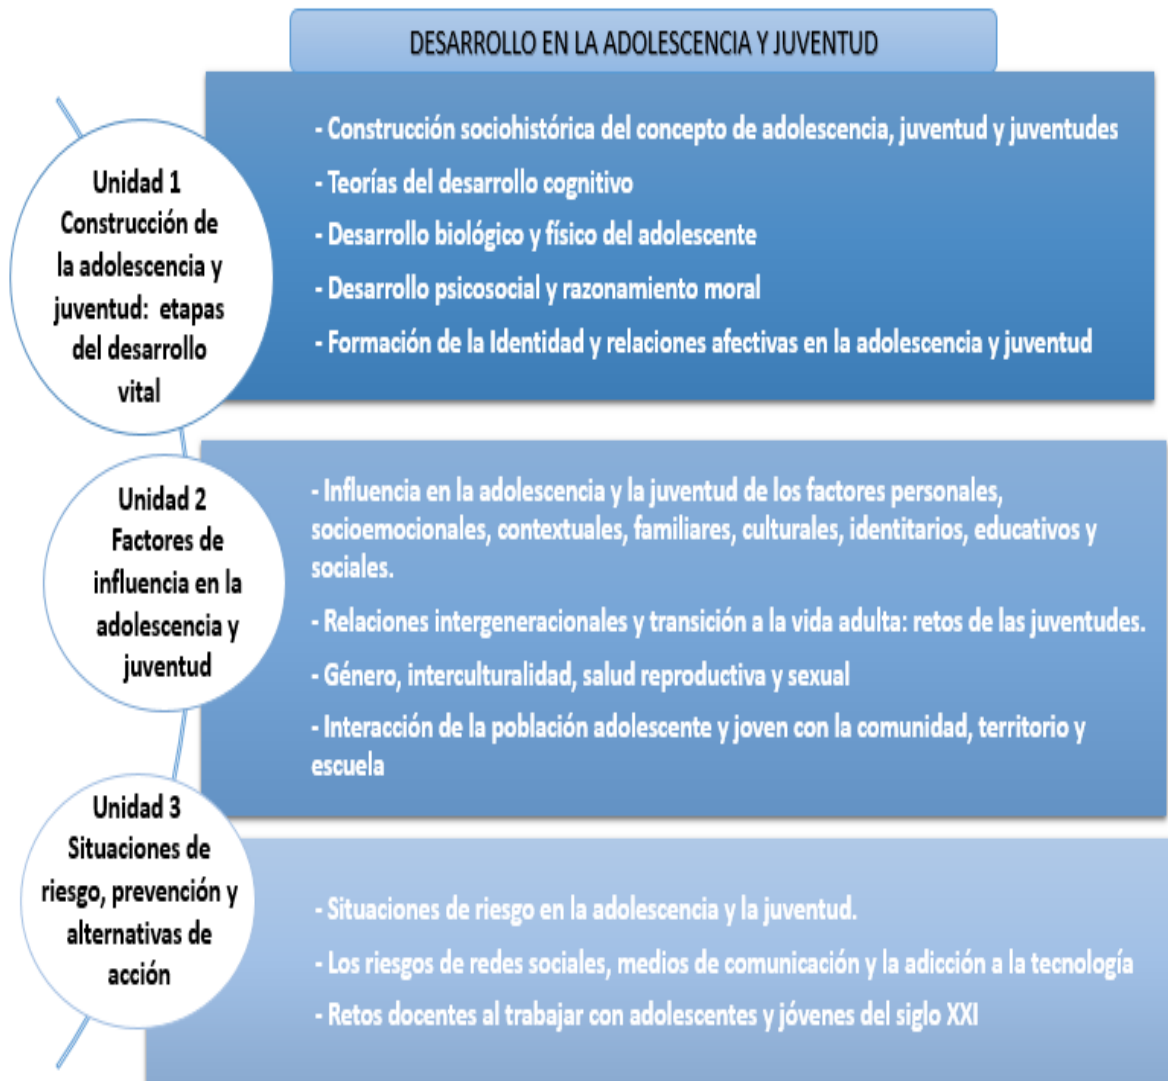 DESARROLLO EN LA ADOLESCENCIA Y JUVENTUD
Unidad 1
Construcción de
la adolescencia y
juventud: etapas
del desarrollo
vital
- Construcción sociohistórica del concepto de adolescencia, juventud y juventudes
- Teorías del desarrollo cognitivo
- Desarrollo biológico y físico del adolescente
- Desarrollo psicosocial y razonamiento moral
- Formación de la Identidad y relaciones afectivas en la adolescencia y juventud
Unidad 2
Factores de
influencia en la
adolescencia y
juventud
- Influencia en la adolescencia y la juventud de los factores personales,
socioemocionales, contextuales, familiares, culturales, identitarios, educativos y
sociales.
- Relaciones intergeneracionales y transición a la vida adulta: retos de las juventudes.
- Género, interculturalidad, salud reproductiva y sexual
- Interacción de la población adolescente y joven con la comunidad, territorio y
escuela
Unidad 3
Situaciones de
riesgo, prevención y
alternativas de
acción
- Situaciones de riesgo en la adolescencia y la juventud.
- Los riesgos de redes sociales, medios de comunicación y la adicción a la tecnología
- Retos docentes al trabajar con adolescentes y jóvenes del siglo XXI